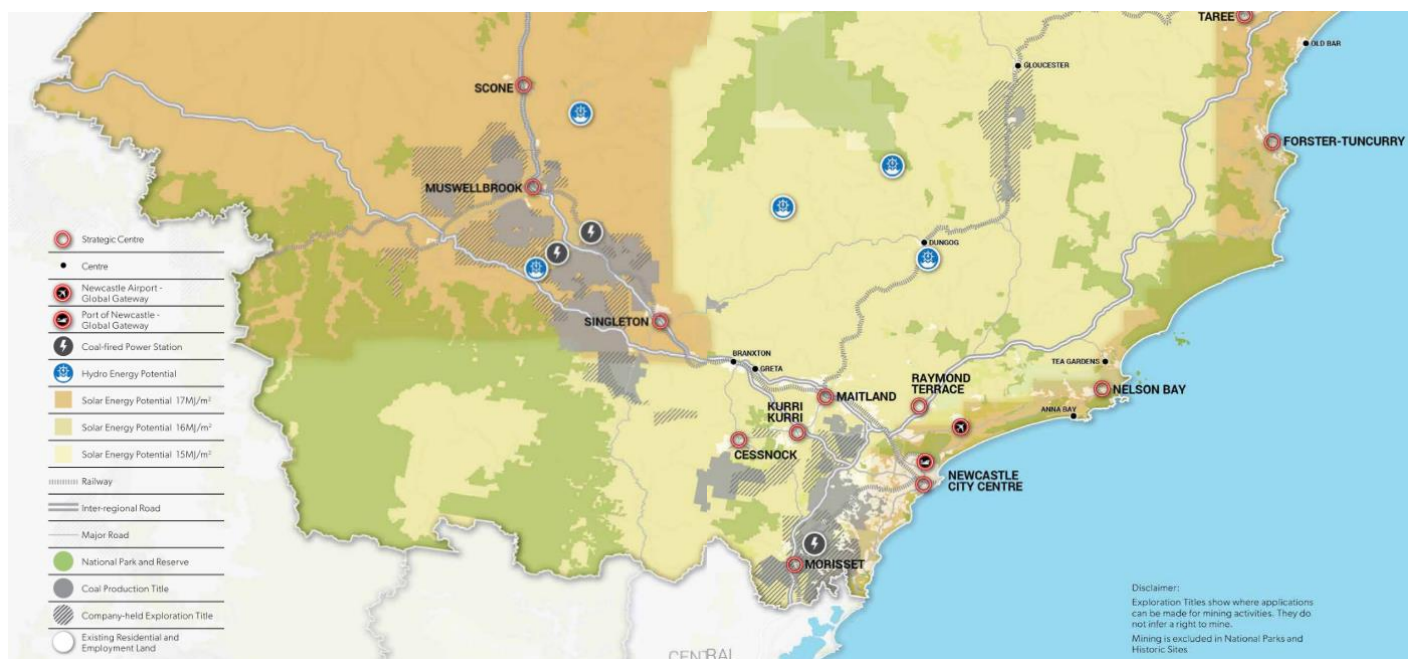 TAREE
OLD BAR
GLOUCESTER
SCONE
FORSTER-TUNCURRY
MUSWELLBROOK
DUNGOG
SINGLETON
BRANXTON
GRETA
TEA GARDENS
MAITLAND
RAYMOND
TERRACE
NELSON BAY
ANNA BAY
KURRI
KURRI
CESSNOCK
NEWCASTLE
CITY CENTRE
MORISSET
CENTRAL
Strategic Centre
Centre
Newcastle Airport -
Global Gateway
Port of Newcastle -
Global Gateway
Coal-fired Power Station
Hydro Energy Potential
Solar Energy Potential 17MJ/m²
Solar Energy Potential 16MJ/m²
Solar Energy Potential 15MJ/m²
Railway
Inter-regional Road
Major Road
National Park and Reserve
Coal Production Title
Company-held Exploration Title
Existing Residential and
Employment Land
Disclaimer:
Exploration Titles show where applications
can be made for mining activities. They do
not infer a right to mine.
Mining is excluded in National Parks and
Historic Sites